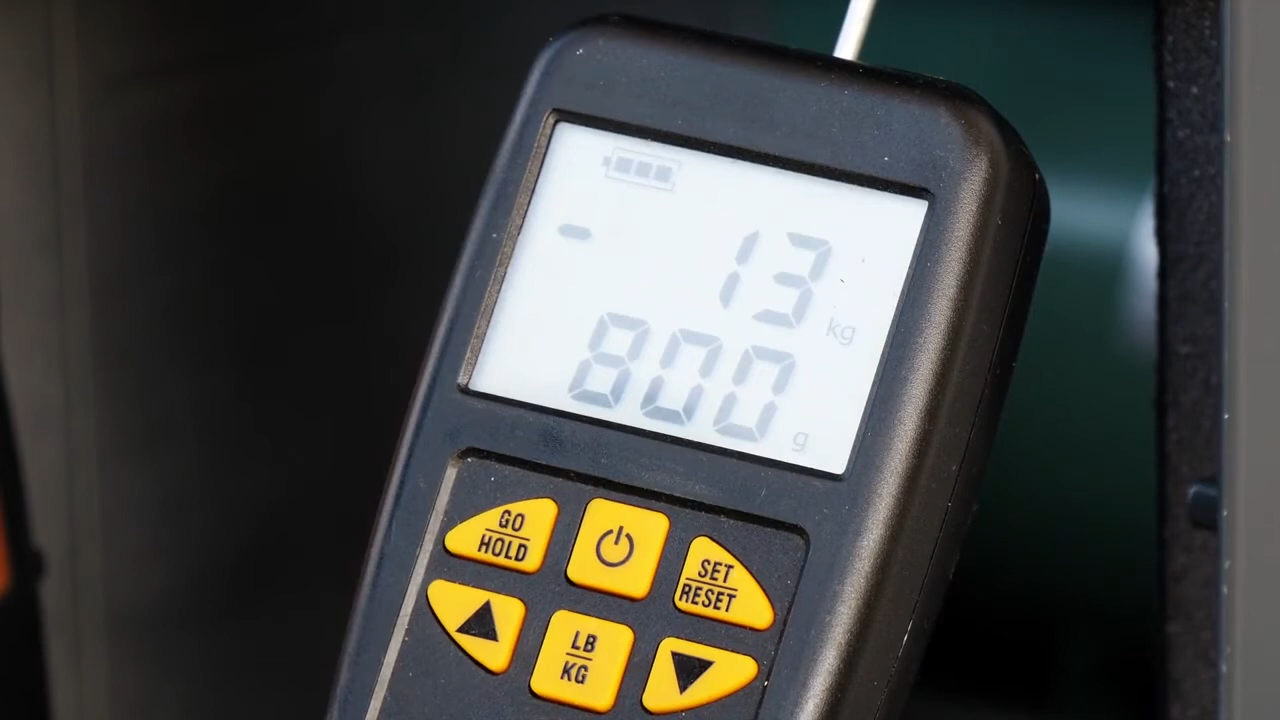 - 13 kg
800 g
GO
HOLD
SET
RESET
LB
KG